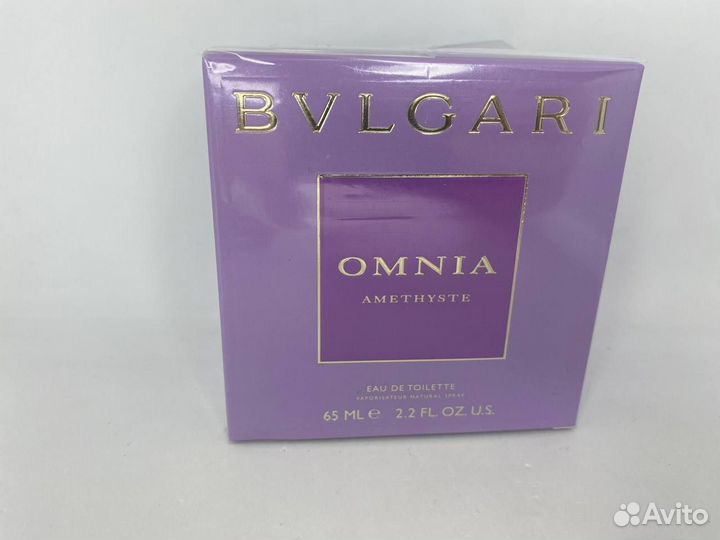 BVLGARI
OMNIA
AMETHYSTE
EAU DE TOILETTE
VAPORISATEUR NATURAL SPRAY
65 ML e 2.2 FL. OZ. U.S.
Avito